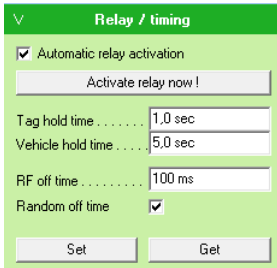 V Relay / timing
Automatic relay activation
Activate relay now !
Tag hold time . . . . . . . 1,0 sec
Vehicle hold time . . . . . 5,0 sec
RF off time . . . . . . . . . 100 ms
Random off time
Set Get